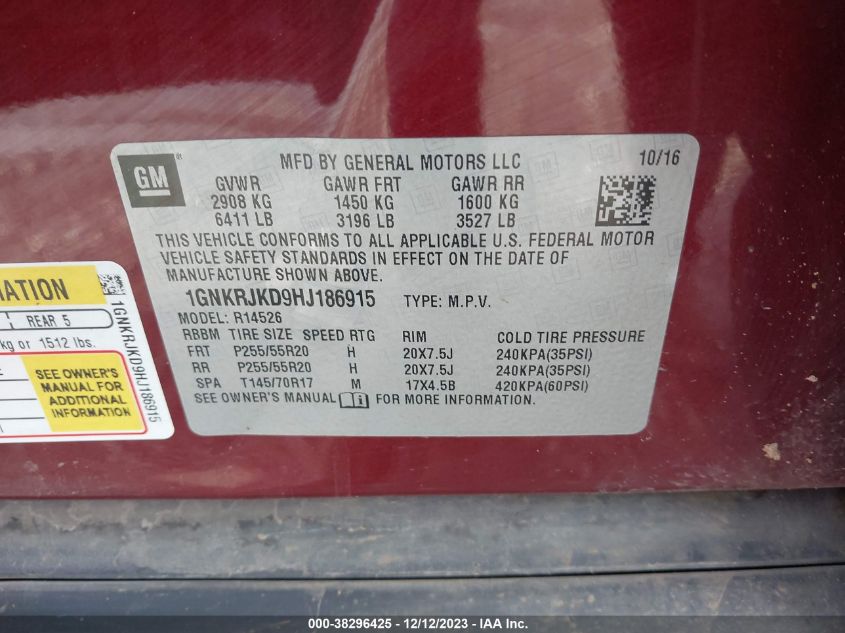 GM
MFD BY GENERAL MOTORS LLC 10/16
GVWR GAWR FRT GAWR RR
2908 KG 1450 KG 1600 KG
6411 LB 3196 LB 3527 LB
THIS VEHICLE CONFORMS TO ALL APPLICABLE U.S. FEDERAL MOTOR
VEHICLE SAFETY STANDARDS IN EFFECT ON THE DATE OF
MANUFACTURE SHOWN ABOVE.
1GNKRJKD9HJ186915 TYPE: M.P.V.
MODEL: R14526
RBBM TIRE SIZE SPEED RTG RIM COLD TIRE PRESSURE
FRT P255/55R20 H 20X7.5J 240KPA(35PSI)
RR P255/55R20 H 20X7.5J 240KPA(35PSI)
SPA T145/70R17 M 17X4.5B 420KPA(60PSI)
SEE OWNER'S MANUAL i FOR MORE INFORMATION.
REAR 5
kg or 1512 lbs.
SEE OWNER'S
MANUAL FOR
ADDITIONAL
INFORMATION
1GNKRJKD9HJ186915
000-38296425 - 12/12/2023 - IAA Inc.